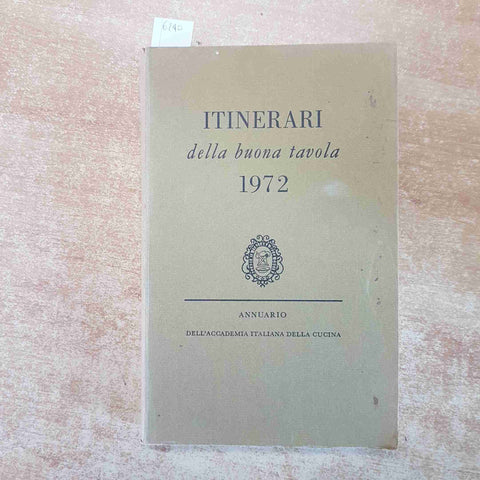 ITINERARI
della buona tavola
1972
ANNUARIO
DELL'ACCADEMIA ITALIANA DELLA CUCINA